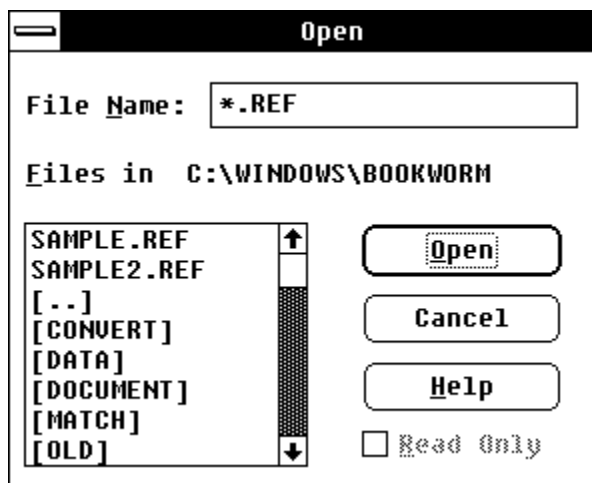 Open
File Name: *.REF
Files in C:\WINDOWS\BOOKWORM
SAMPLE.REF
SAMPLE2.REF
[..]
[CONVERT]
[DATA]
[DOCUMENT]
[MATCH]
[OLD]
Open
Cancel
Help
Read Only